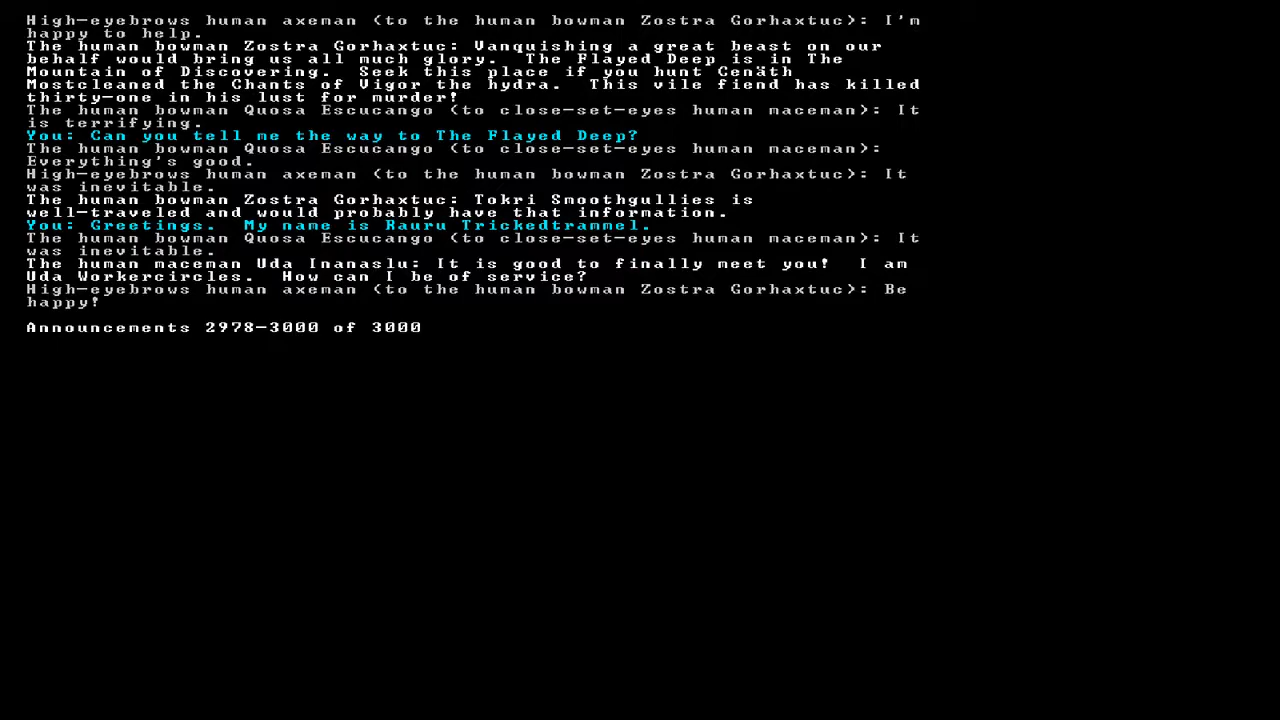 High-eyebrows human axeman (to the human bowman Zostra Gorhaxtuc): I'm
happy to help.
The human bowman Zostra Gorhaxtuc: Vanquishing a great beast on our
behalf would bring us all much glory.  The Flayed Deep is in The
Mountain of Discovering.  Seek this place if you hunt Cenäth
Mostcleaned the Chants of Vigor the hydra.  This vile fiend has killed
thirty-one in his lust for murder!
The human bowman Quosa Escucango (to close-set-eyes human maceman): It
is terrifying.
You: Can you tell me the way to The Flayed Deep?
The human bowman Quosa Escucango (to close-set-eyes human maceman):
Everything's good.
High-eyebrows human axeman (to the human bowman Zostra Gorhaxtuc): It
was inevitable.
The human bowman Zostra Gorhaxtuc: Tokri Smoothgullies is
well-traveled and would probably have that information.
You: Greetings.  My name is Rauru Trickedtrammel.
The human bowman Quosa Escucango (to close-set-eyes human maceman): It
was inevitable.
The human maceman Uda Inanaslu: It is good to finally meet you!  I am
Uda Workercircles.  How can I be of service?
High-eyebrows human axeman (to the human bowman Zostra Gorhaxtuc): Be
happy!
Announcements 2978-3000 of 3000